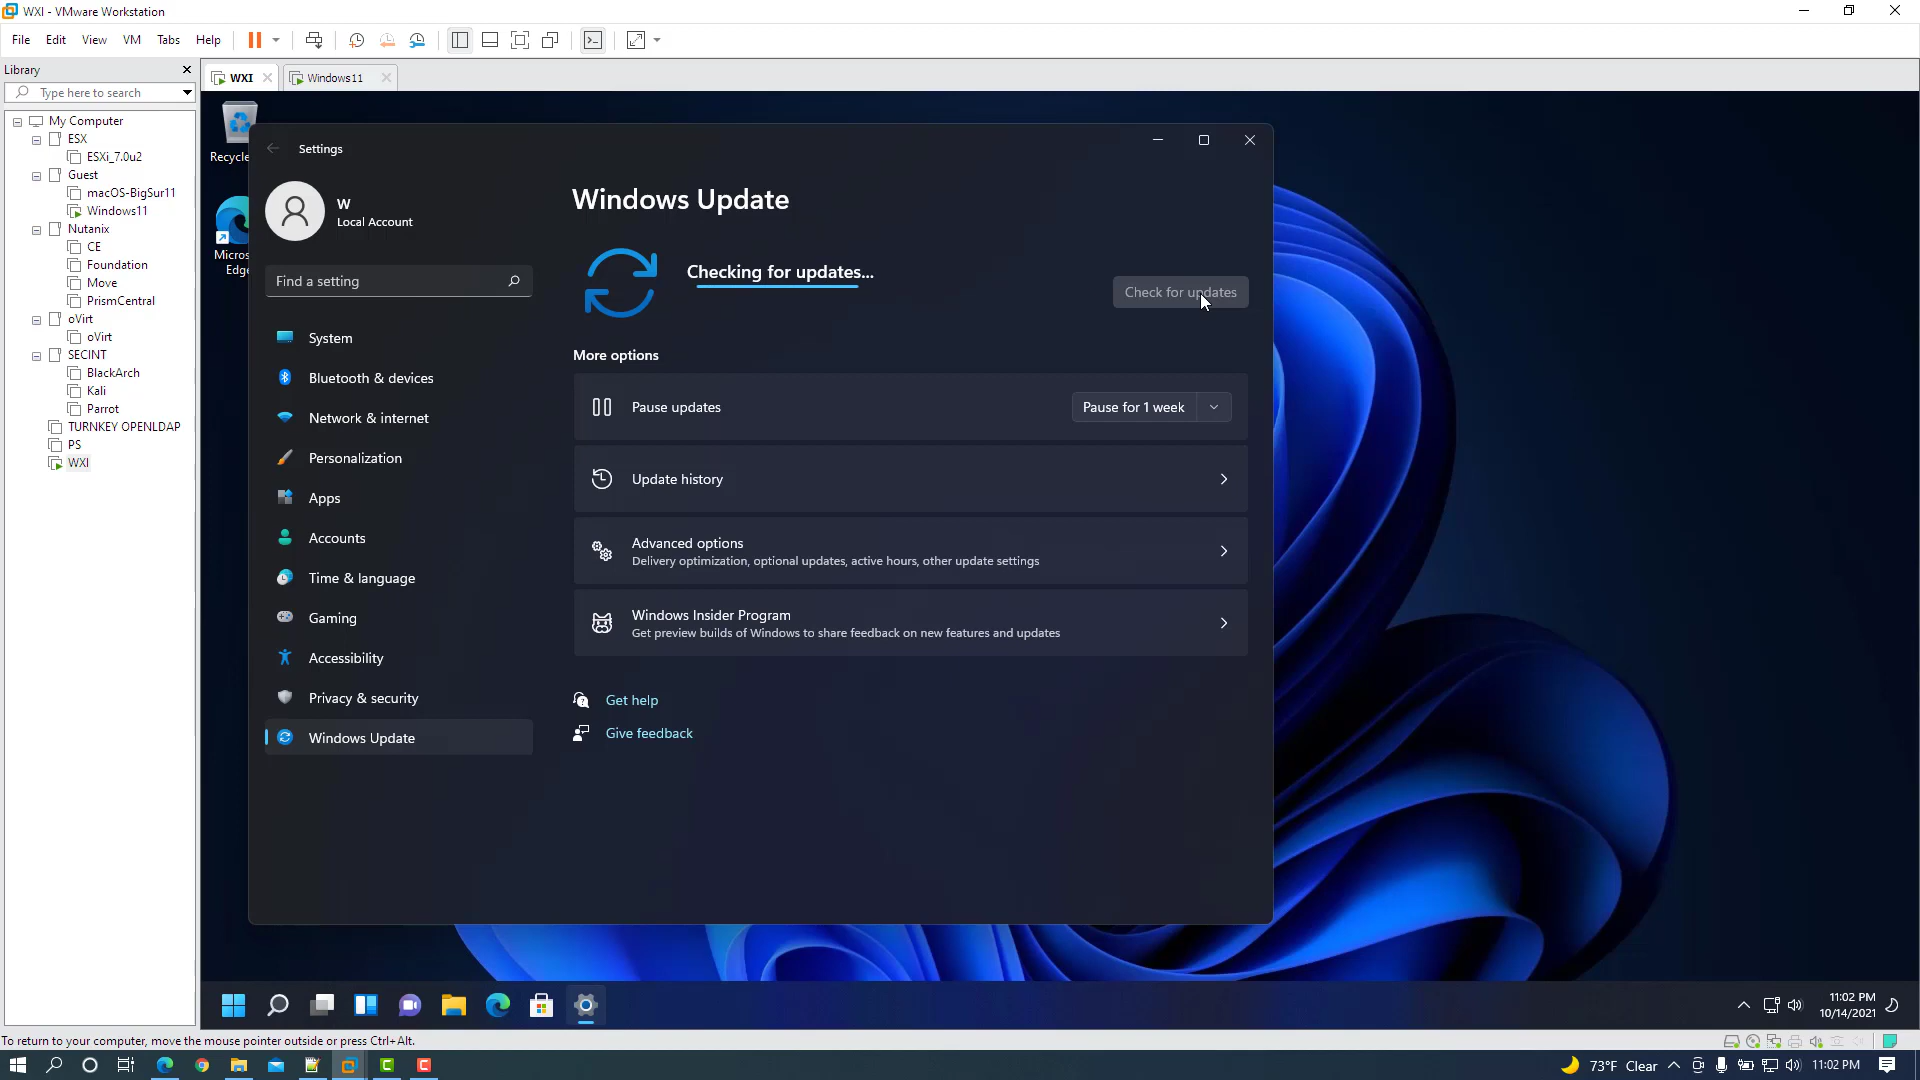 WXI - VMware Workstation
File Edit View VM Tabs Help
Library
Type here to search
My Computer
ESX
ESXi_7.0u2
Guest
macOS-BigSur11
Windows11
Nutanix
CE
Foundation
Move
PrismCentral
oVirt
oVirt
SECINT
BlackArch
Kali
Parrot
TURNKEY OPENLDAP
PS
WXI
WXI
Windows11
Recycle
Micros
Edge
Settings
W
Local Account
Find a setting
System
Bluetooth & devices
Network & internet
Personalization
Apps
Accounts
Time & language
Gaming
Accessibility
Privacy & security
Windows Update
Windows Update
Checking for updates...
Check for updates
More options
Pause updates
Pause for 1 week
Update history
Advanced options
Delivery optimization, optional updates, active hours, other update settings
Windows Insider Program
Get preview builds of Windows to share feedback on new features and updates
Get help
Give feedback
11:02 PM
10/14/2021
To return to your computer, move the mouse pointer outside or press Ctrl+Alt.
73°F Clear
11:02 PM